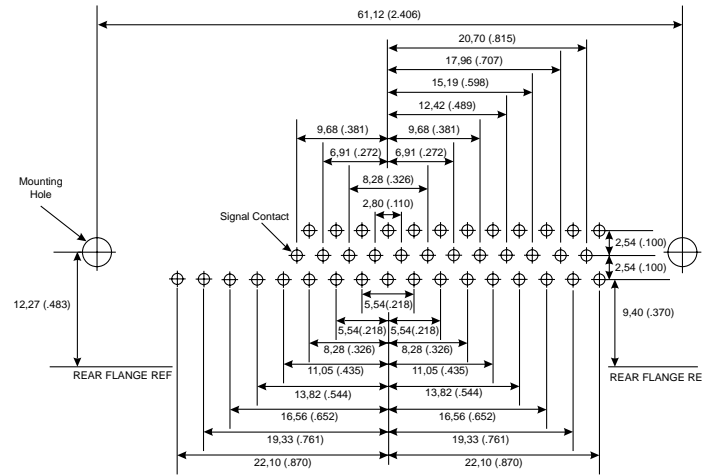 61,12 (2.406)
20,70 (.815)
17,96 (.707)
15,19 (.598)
12,42 (.489)
9,68 (.381) 9,68 (.381)
6,91 (.272) 6,91 (.272)
8,28 (.326)
2,80 (.110)
Mounting
Hole
Signal Contact
2,54 (.100)
2,54 (.100)
12,27 (.483)
9,40 (.370)
5,54(.218)
5,54(.218) 5,54(.218)
8,28 (.326) 8,28 (.326)
REAR FLANGE REF
11,05 (.435) 11,05 (.435)
REAR FLANGE RE
13,82 (.544) 13,82 (.544)
16,56 (.652) 16,56 (.652)
19,33 (.761) 19,33 (.761)
22,10 (.870) 22,10 (.870)